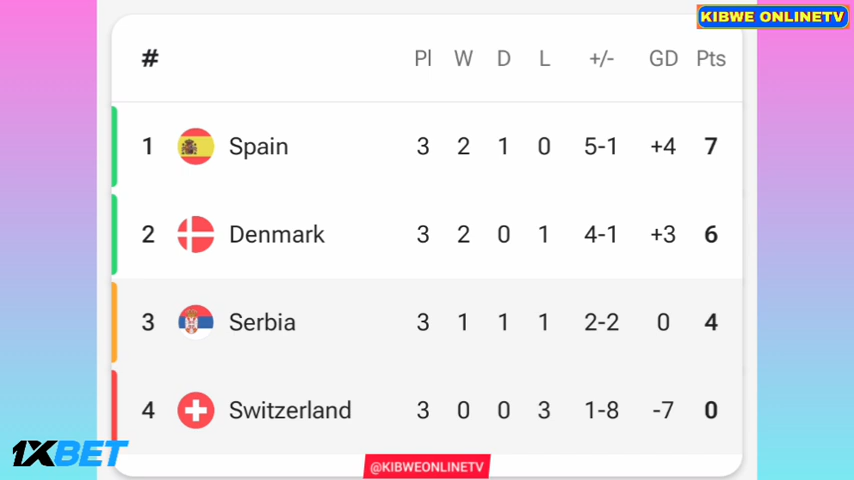 KIBWE ONLINETV
# Pl W D L +/- GD Pts
1 Spain 3 2 1 0 5-1 +4 7
2 Denmark 3 2 0 1 4-1 +3 6
3 Serbia 3 1 1 1 2-2 0 4
4 Switzerland 3 0 0 3 1-8 -7 0
1XBET
@KIBWEONLINETV